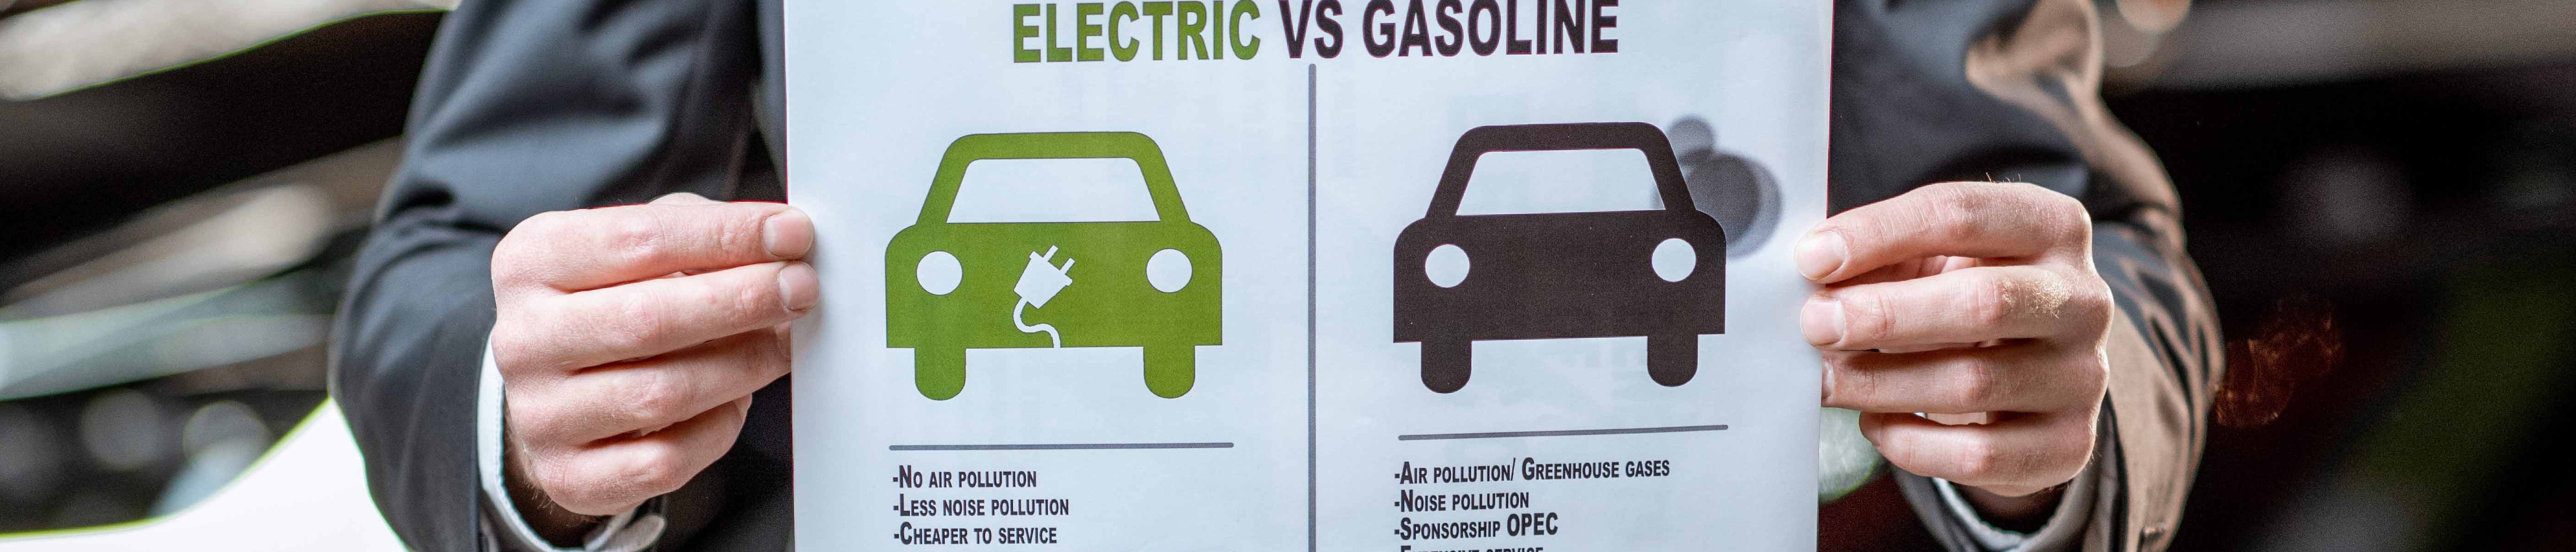 ELECTRIC VS GASOLINE
-NO AIR POLLUTION
-LESS NOISE POLLUTION
-CHEAPER TO SERVICE
-AIR POLLUTION/ GREENHOUSE GASES
-NOISE POLLUTION
-SPONSORSHIP OPEC